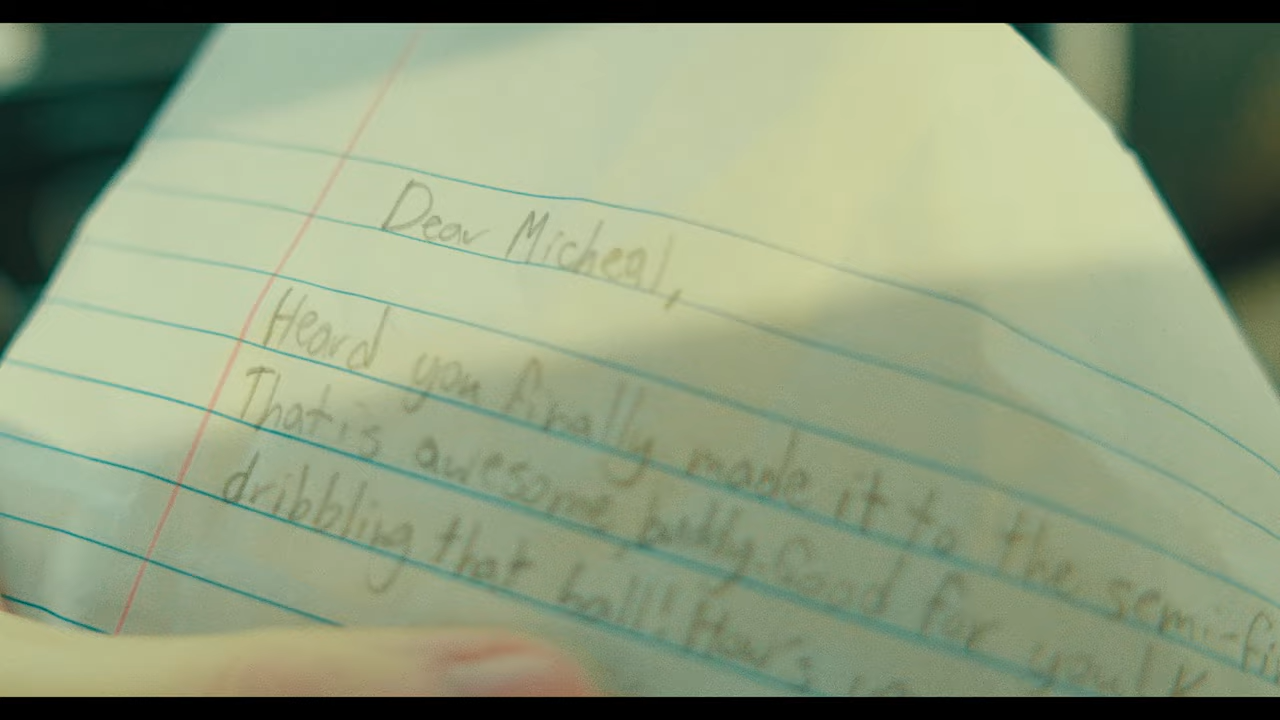 Dear Micheal,
Heard you finally made it to the semi-fi
That is awesome buddy. Good for you! K
dribbling that ball! How's